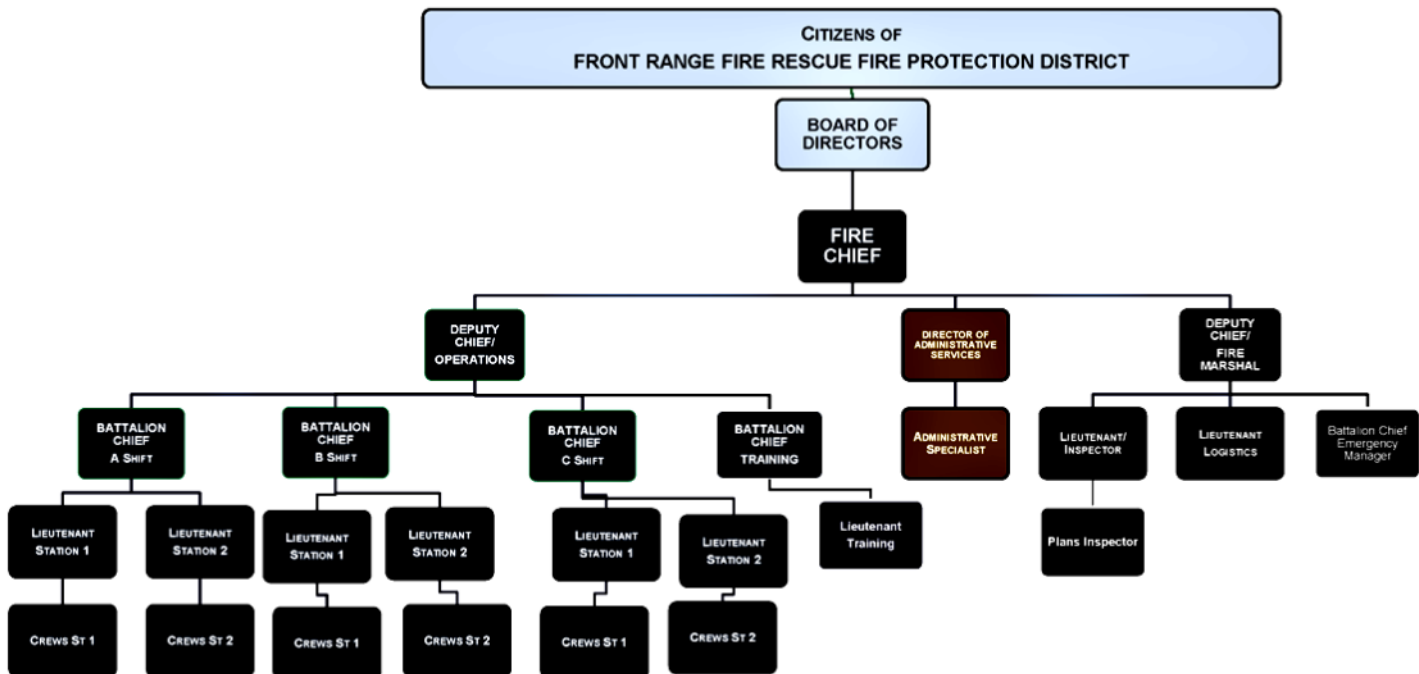 CITIZENS OF
FRONT RANGE FIRE RESCUE FIRE PROTECTION DISTRICT
BOARD OF
DIRECTORS
FIRE
CHIEF
DEPUTY
CHIEF/
OPERATIONS
DIRECTOR OF
ADMINISTRATIVE
SERVICES
DEPUTY
CHIEF/
FIRE
MARSHAL
BATTALION
CHIEF
A SHIFT
BATTALION
CHIEF
B SHIFT
BATTALION
CHIEF
C SHIFT
BATTALION
CHIEF
TRAINING
ADMINISTRATIVE
SPECIALIST
LIEUTENANT/
INSPECTOR
LIEUTENANT
LOGISTICS
Battalion Chief
Emergency
Manager
LIEUTENANT
STATION 1
LIEUTENANT
STATION 2
LIEUTENANT
STATION 1
LIEUTENANT
STATION 2
LIEUTENANT
STATION 1
LIEUTENANT
STATION 2
Lieutenant
Training
Plans Inspector
CREWS ST 1
CREWS ST 2
CREWS ST 1
CREWS ST 2
CREWS ST 1
CREWS ST 2